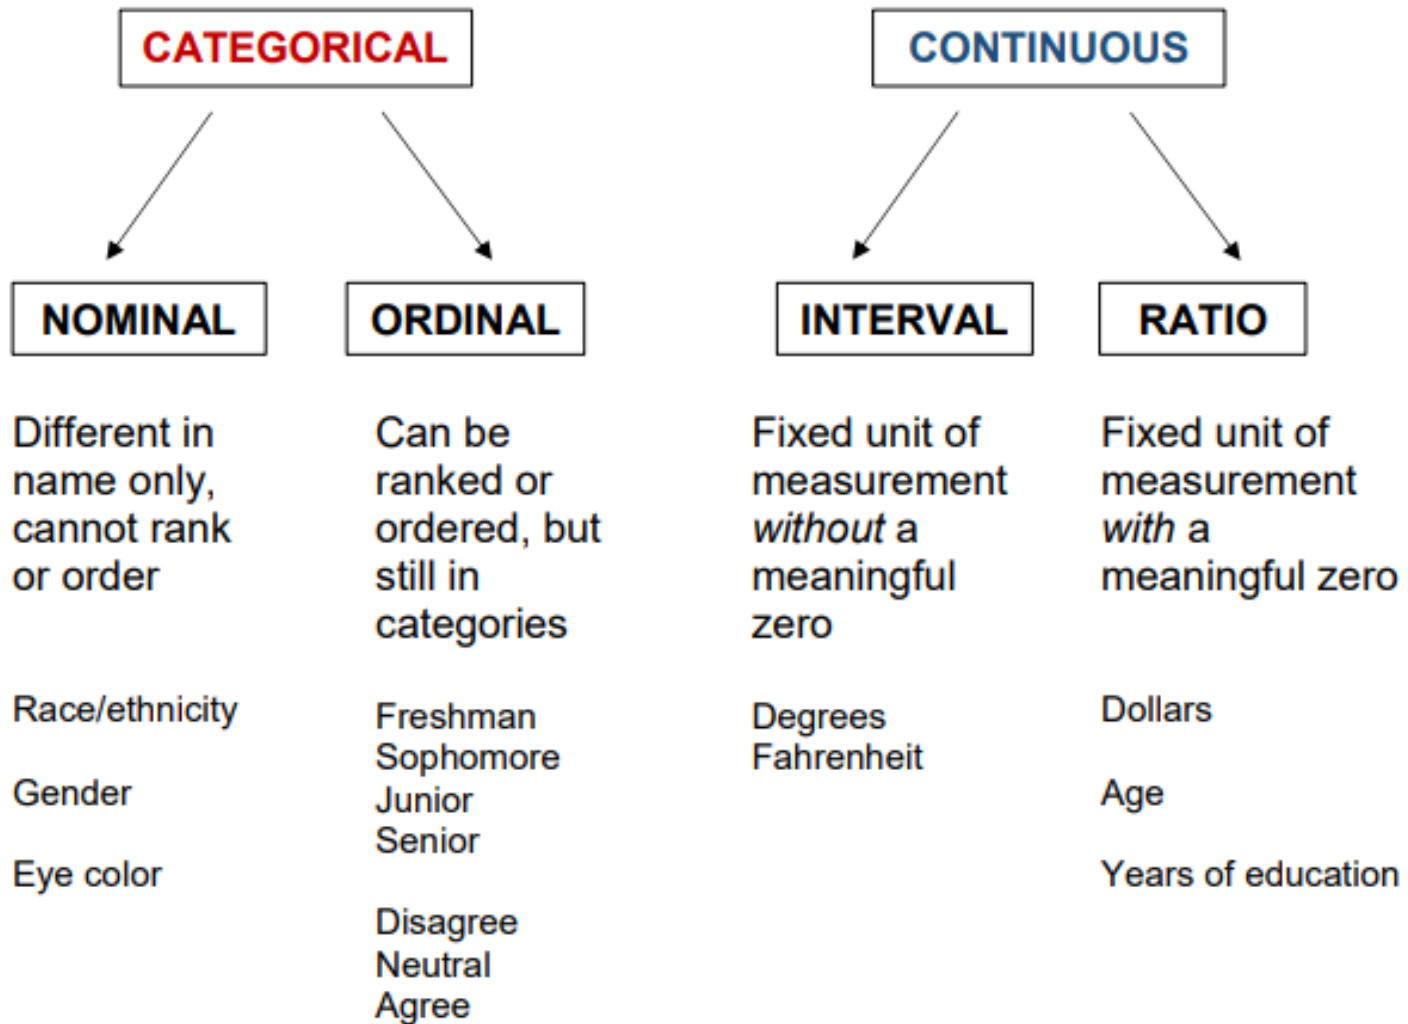 CATEGORICAL
CONTINUOUS
NOMINAL
ORDINAL
INTERVAL
RATIO
Different in
name only,
cannot rank
or order
Can be
ranked or
ordered, but
still in
categories
Fixed unit of
measurement
without a
meaningful
zero
Fixed unit of
measurement
with a
meaningful zero
Race/ethnicity
Gender
Eye color
Freshman
Sophomore
Junior
Senior
Disagree
Neutral
Agree
Degrees
Fahrenheit
Dollars
Age
Years of education